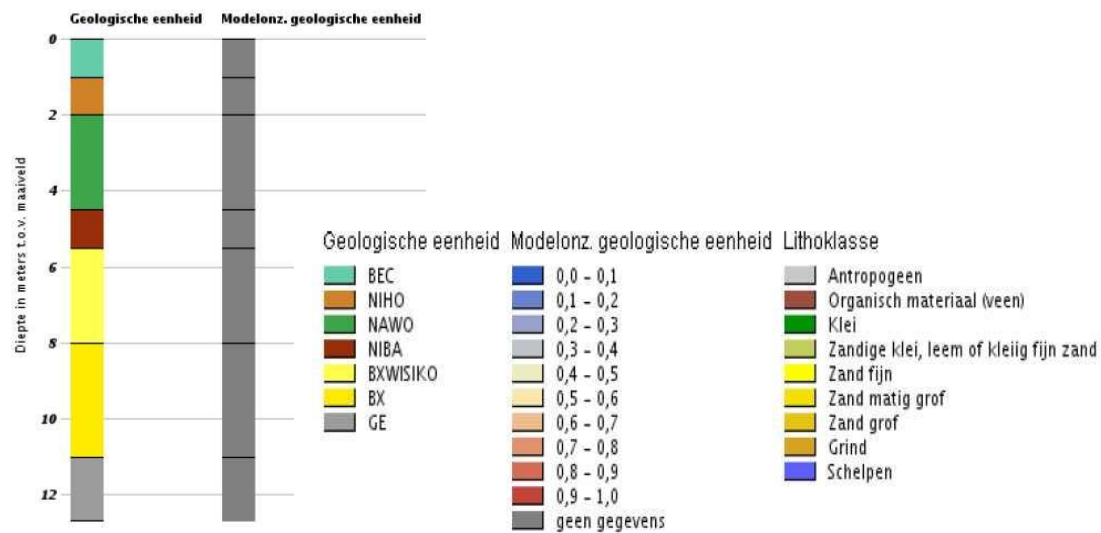 Geologische eenheid Modelonz. geologische eenheid
0
2
4
6
8
10
12
Diepte in meters t.o.v. maaiveld
Geologische eenheid
BEC
NIHO
NAWO
NIBA
BXWISIKO
BX
GE
Modelonz. geologische eenheid
0,0 - 0,1
0,1 - 0,2
0,2 - 0,3
0,3 - 0,4
0,4 - 0,5
0,5 - 0,6
0,6 - 0,7
0,7 - 0,8
0,8 - 0,9
0,9 - 1,0
geen gegevens
Lithoklasse
Antropogeen
Organisch materiaal (veen)
Klei
Zandige klei, leem of kleiig fijn zand
Zand fijn
Zand matig grof
Zand grof
Grind
Schelpen